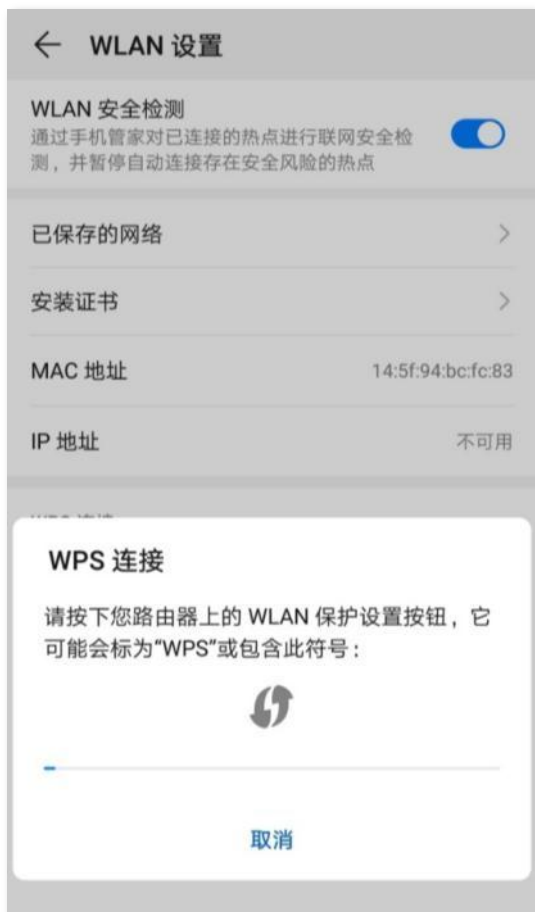 WLAN 设置
WLAN 安全检测
通过手机管家对已连接的热点进行联网安全检
测，并暂停自动连接存在安全风险的热点
已保存的网络
安装证书
MAC 地址 14:5f:94:bc:fc:83
IP 地址 不可用
WPS 连接
请按下您路由器上的 WLAN 保护设置按钮，它
可能会标为“WPS”或包含此符号：
取消